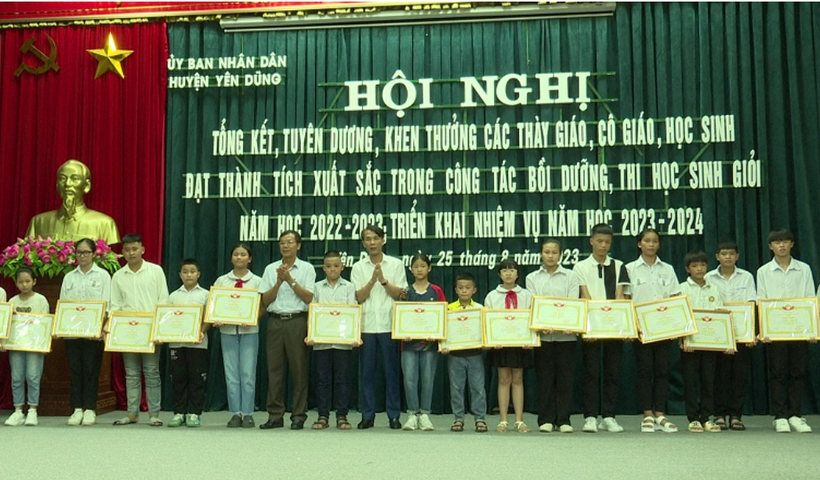 ỦY BAN NHÂN DÂN
HUYỆN YÊN DŨNG
HỘI NGHỊ
TỔNG KẾT, TUYÊN DƯƠNG, KHEN THƯỞNG CÁC THẦY GIÁO, CÔ GIÁO, HỌC SINH
ĐẠT THÀNH TÍCH XUẤT SẮC TRONG CÔNG TÁC BỒI DƯỠNG, THI HỌC SINH GIỎI
NĂM HỌC 2022-2023 TRIỂN KHAI NHIỆM VỤ NĂM HỌC 2023-2024
Yên ngày 25 tháng 8 năm 2023